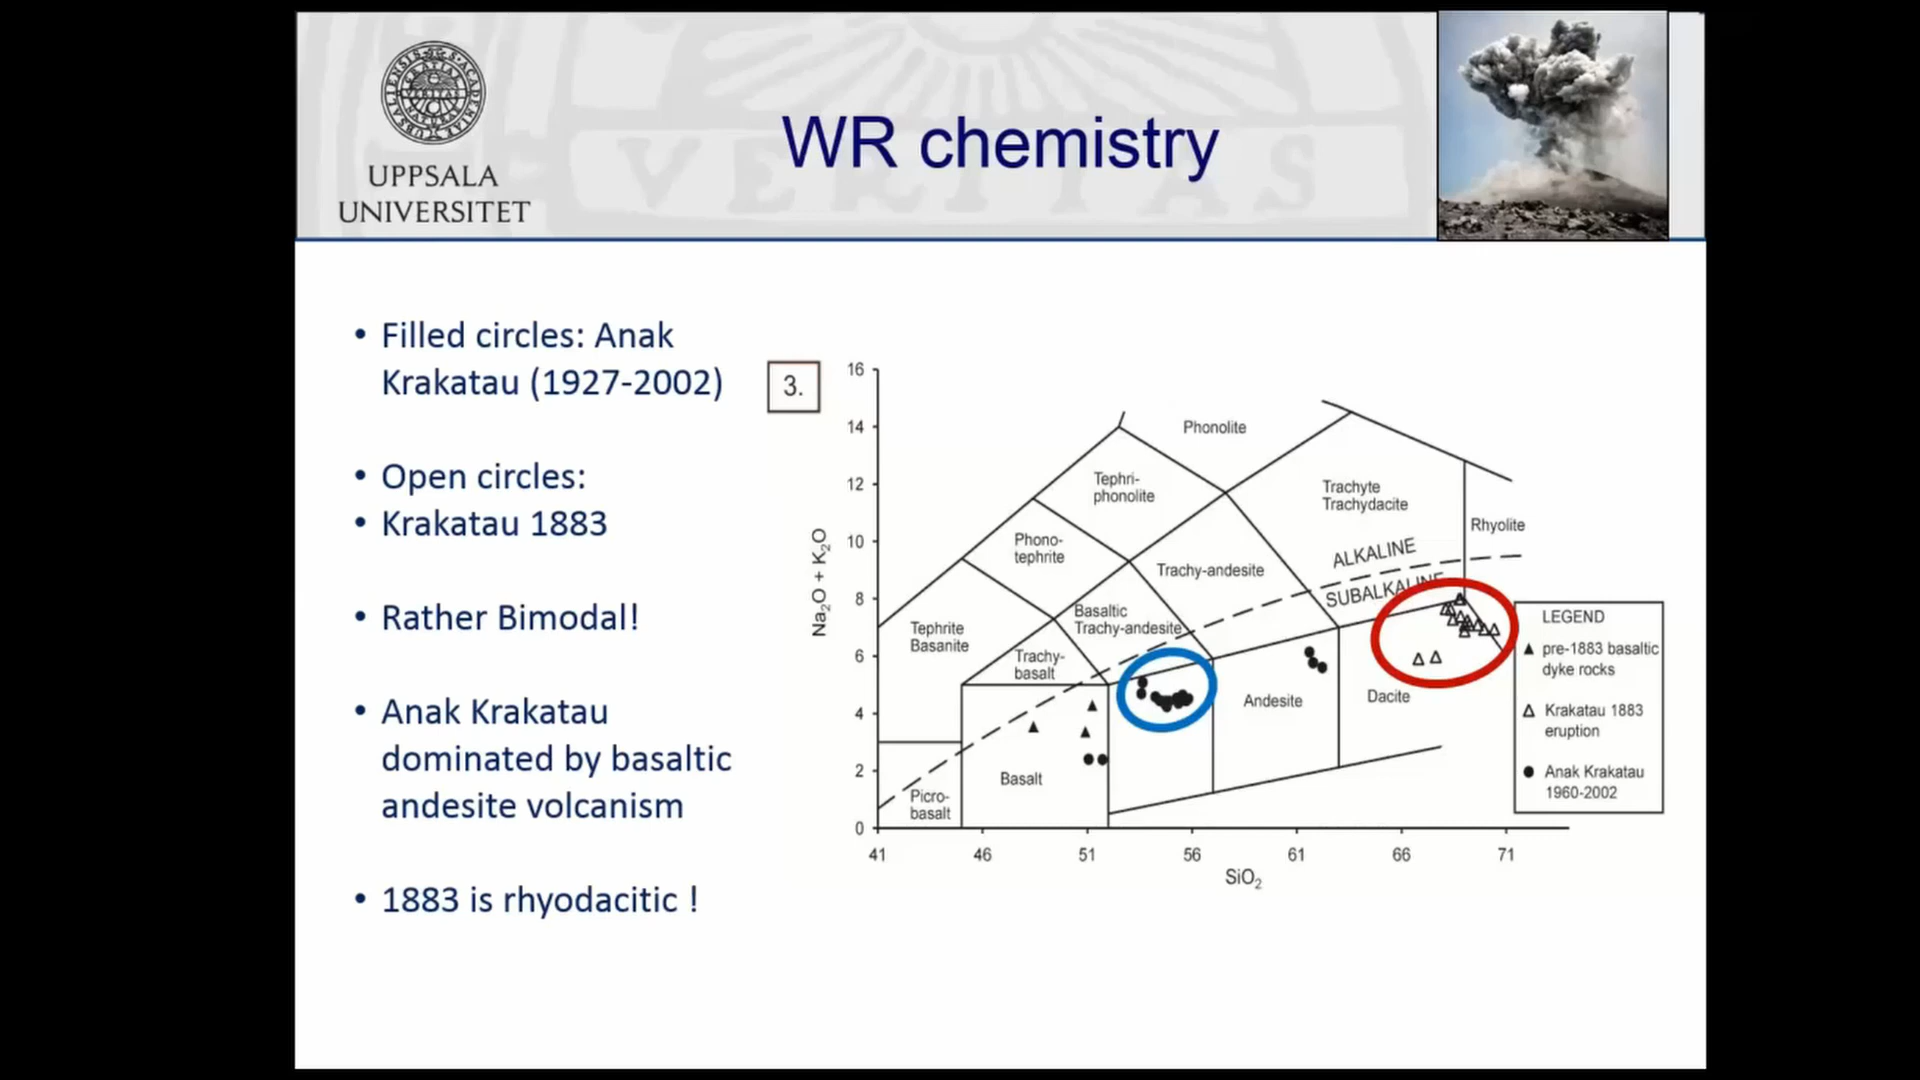 UPPSALA
UNIVERSITET
WR chemistry
VERITAS
• Filled circles: Anak
Krakatau (1927-2002)
• Open circles:
• Krakatau 1883
• Rather Bimodal!
• Anak Krakatau
dominated by basaltic
andesite volcanism
• 1883 is rhyodacitic !
3.
16
14
12
10
8
6
4
2
0
Na₂O + K₂O
41
46
51
56
61
66
71
SiO₂
Phonolite
Tephri-
phonolite
Trachyte
Trachydacite
Rhyolite
Phono-
tephrite
Trachy-andesite
ALKALINE
SUBALKALINE
Basaltic
Trachy-andesite
Tephrite
Basanite
Trachy-
basalt
Andesite
Dacite
Basalt
Picro-
basalt
LEGEND
pre-1883 basaltic
dyke rocks
Krakatau 1883
eruption
Anak Krakatau
1960-2002